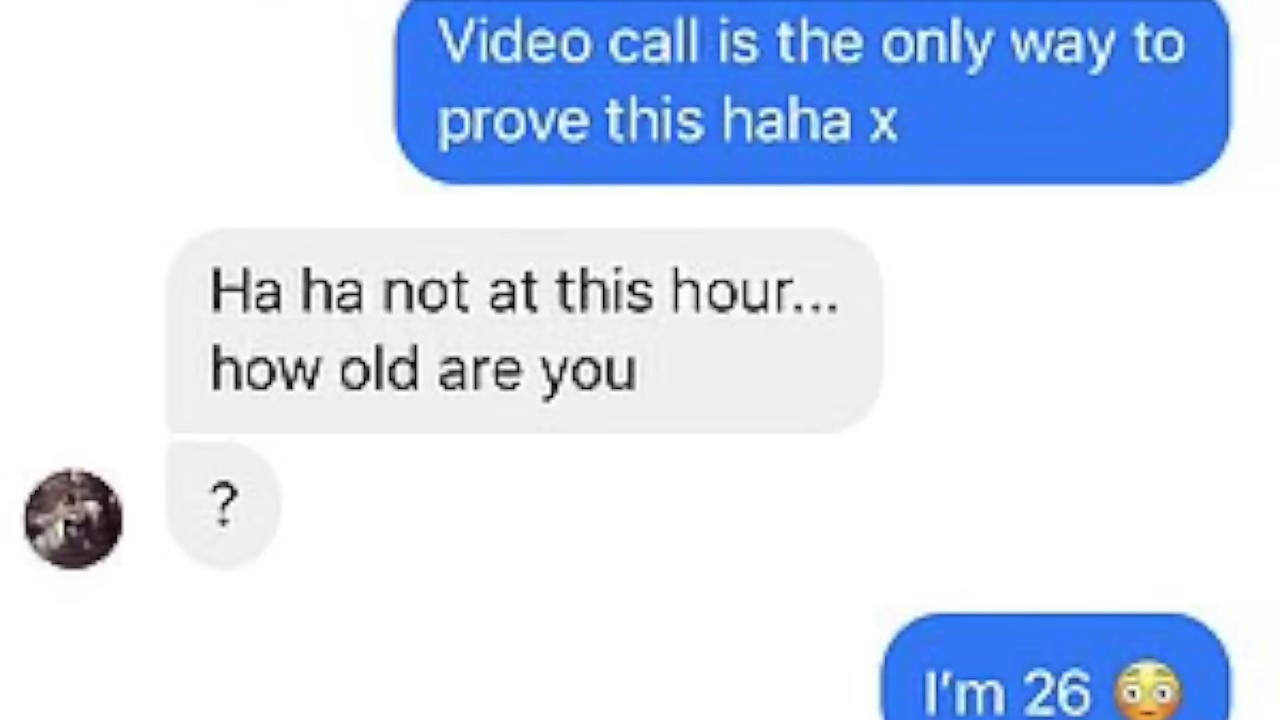 Video call is the only way to
prove this haha x
Ha ha not at this hour...
how old are you
?
I'm 26 😳